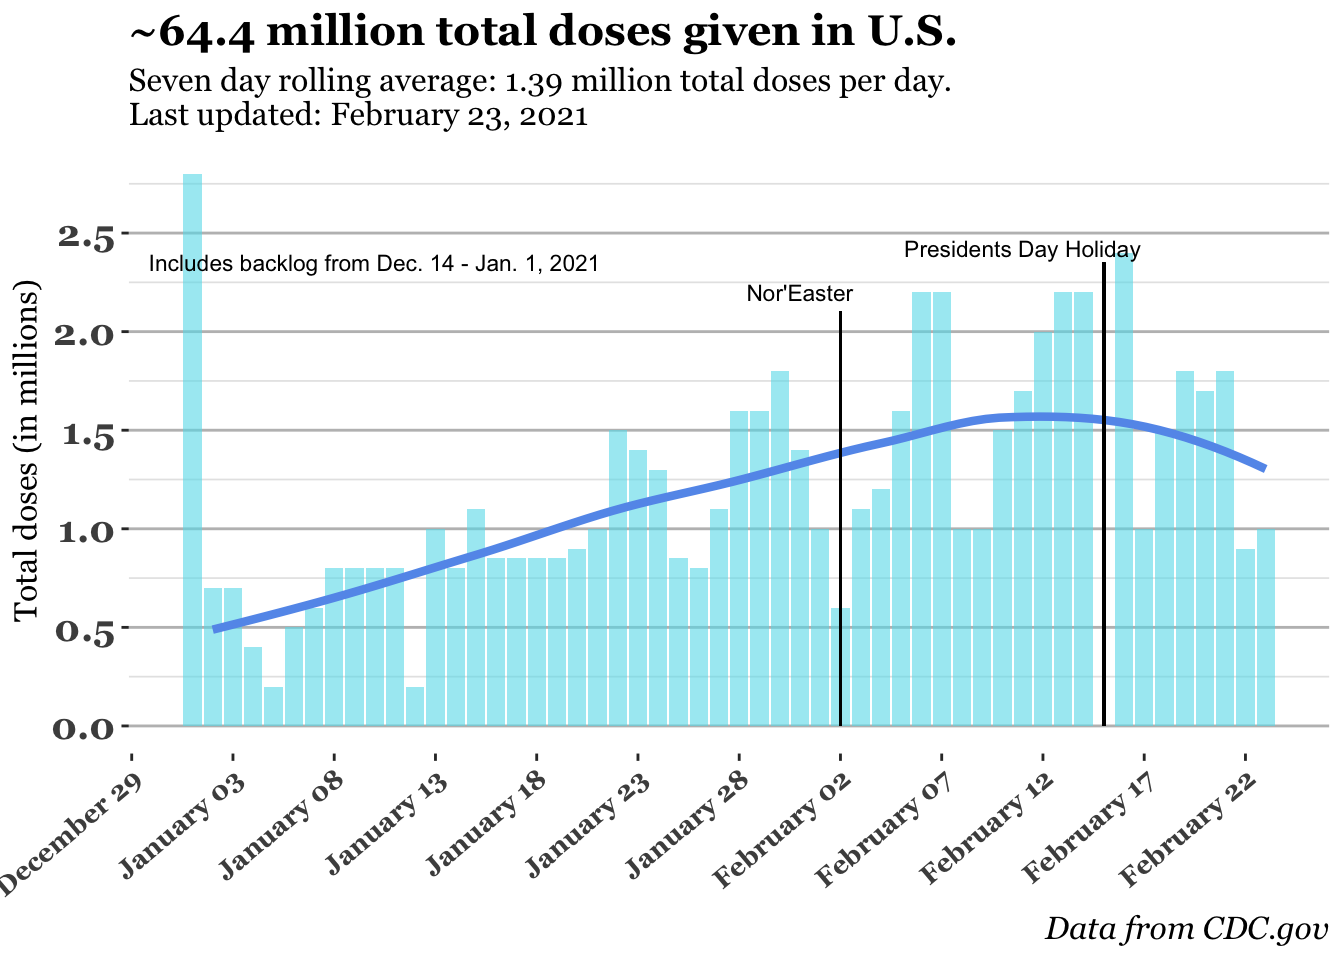 ~64.4 million total doses given in U.S.
Seven day rolling average: 1.39 million total doses per day.
Last updated: February 23, 2021
Total doses (in millions)
2.5
2.0
1.5
1.0
0.5
0.0
Includes backlog from Dec. 14 - Jan. 1, 2021
Nor'Easter
Presidents Day Holiday
December 29
January 03
January 08
January 13
January 18
January 23
January 28
February 02
February 07
February 12
February 17
February 22
Data from CDC.gov